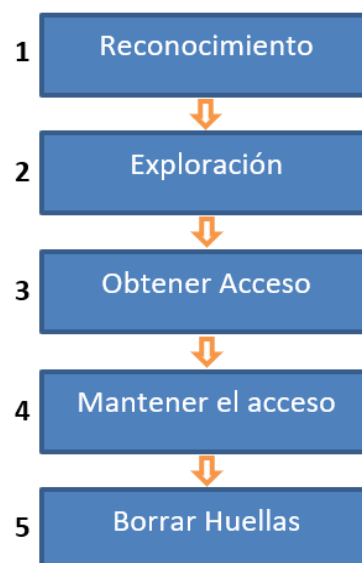 1 Reconocimiento
2 Exploración
3 Obtener Acceso
4 Mantener el acceso
5 Borrar Huellas